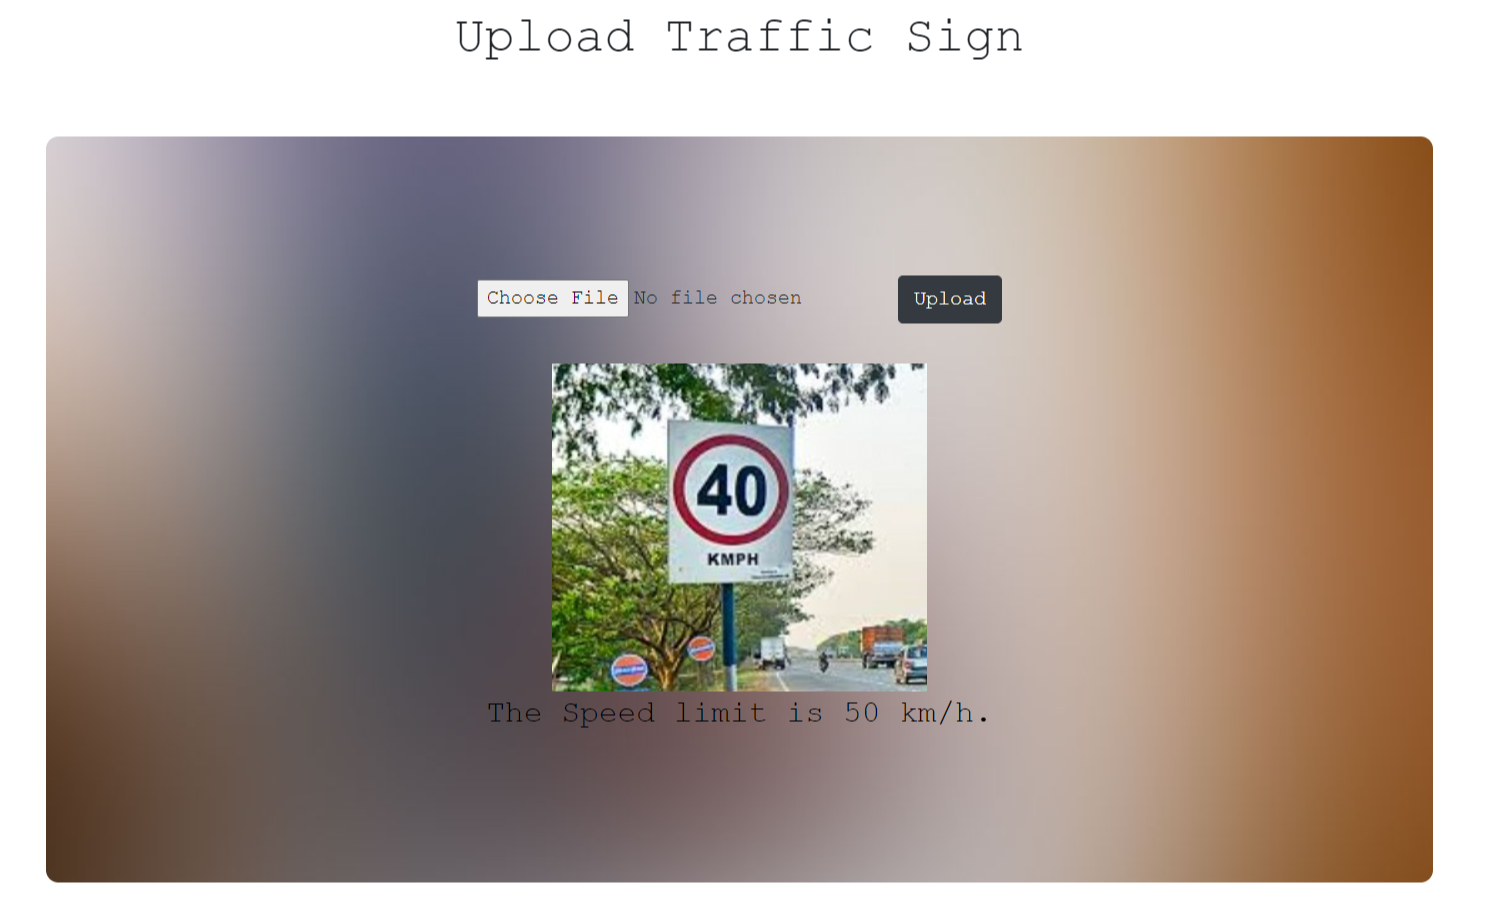 Upload Traffic Sign
Choose File No file chosen Upload
40
KMPH
The Speed limit is 50 km/h.